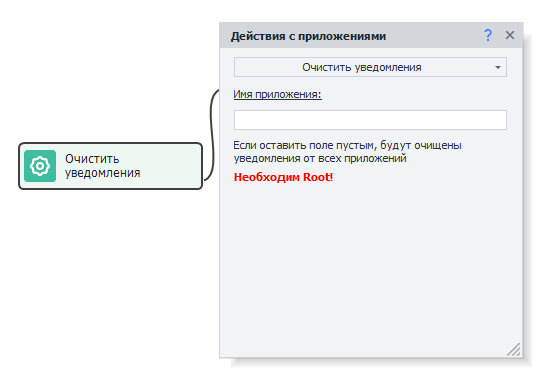 Действия с приложениями ?
Очистить уведомления
Имя приложения:
Если оставить поле пустым, будут очищены
уведомления от всех приложений
Необходим Root!
Очистить
уведомления